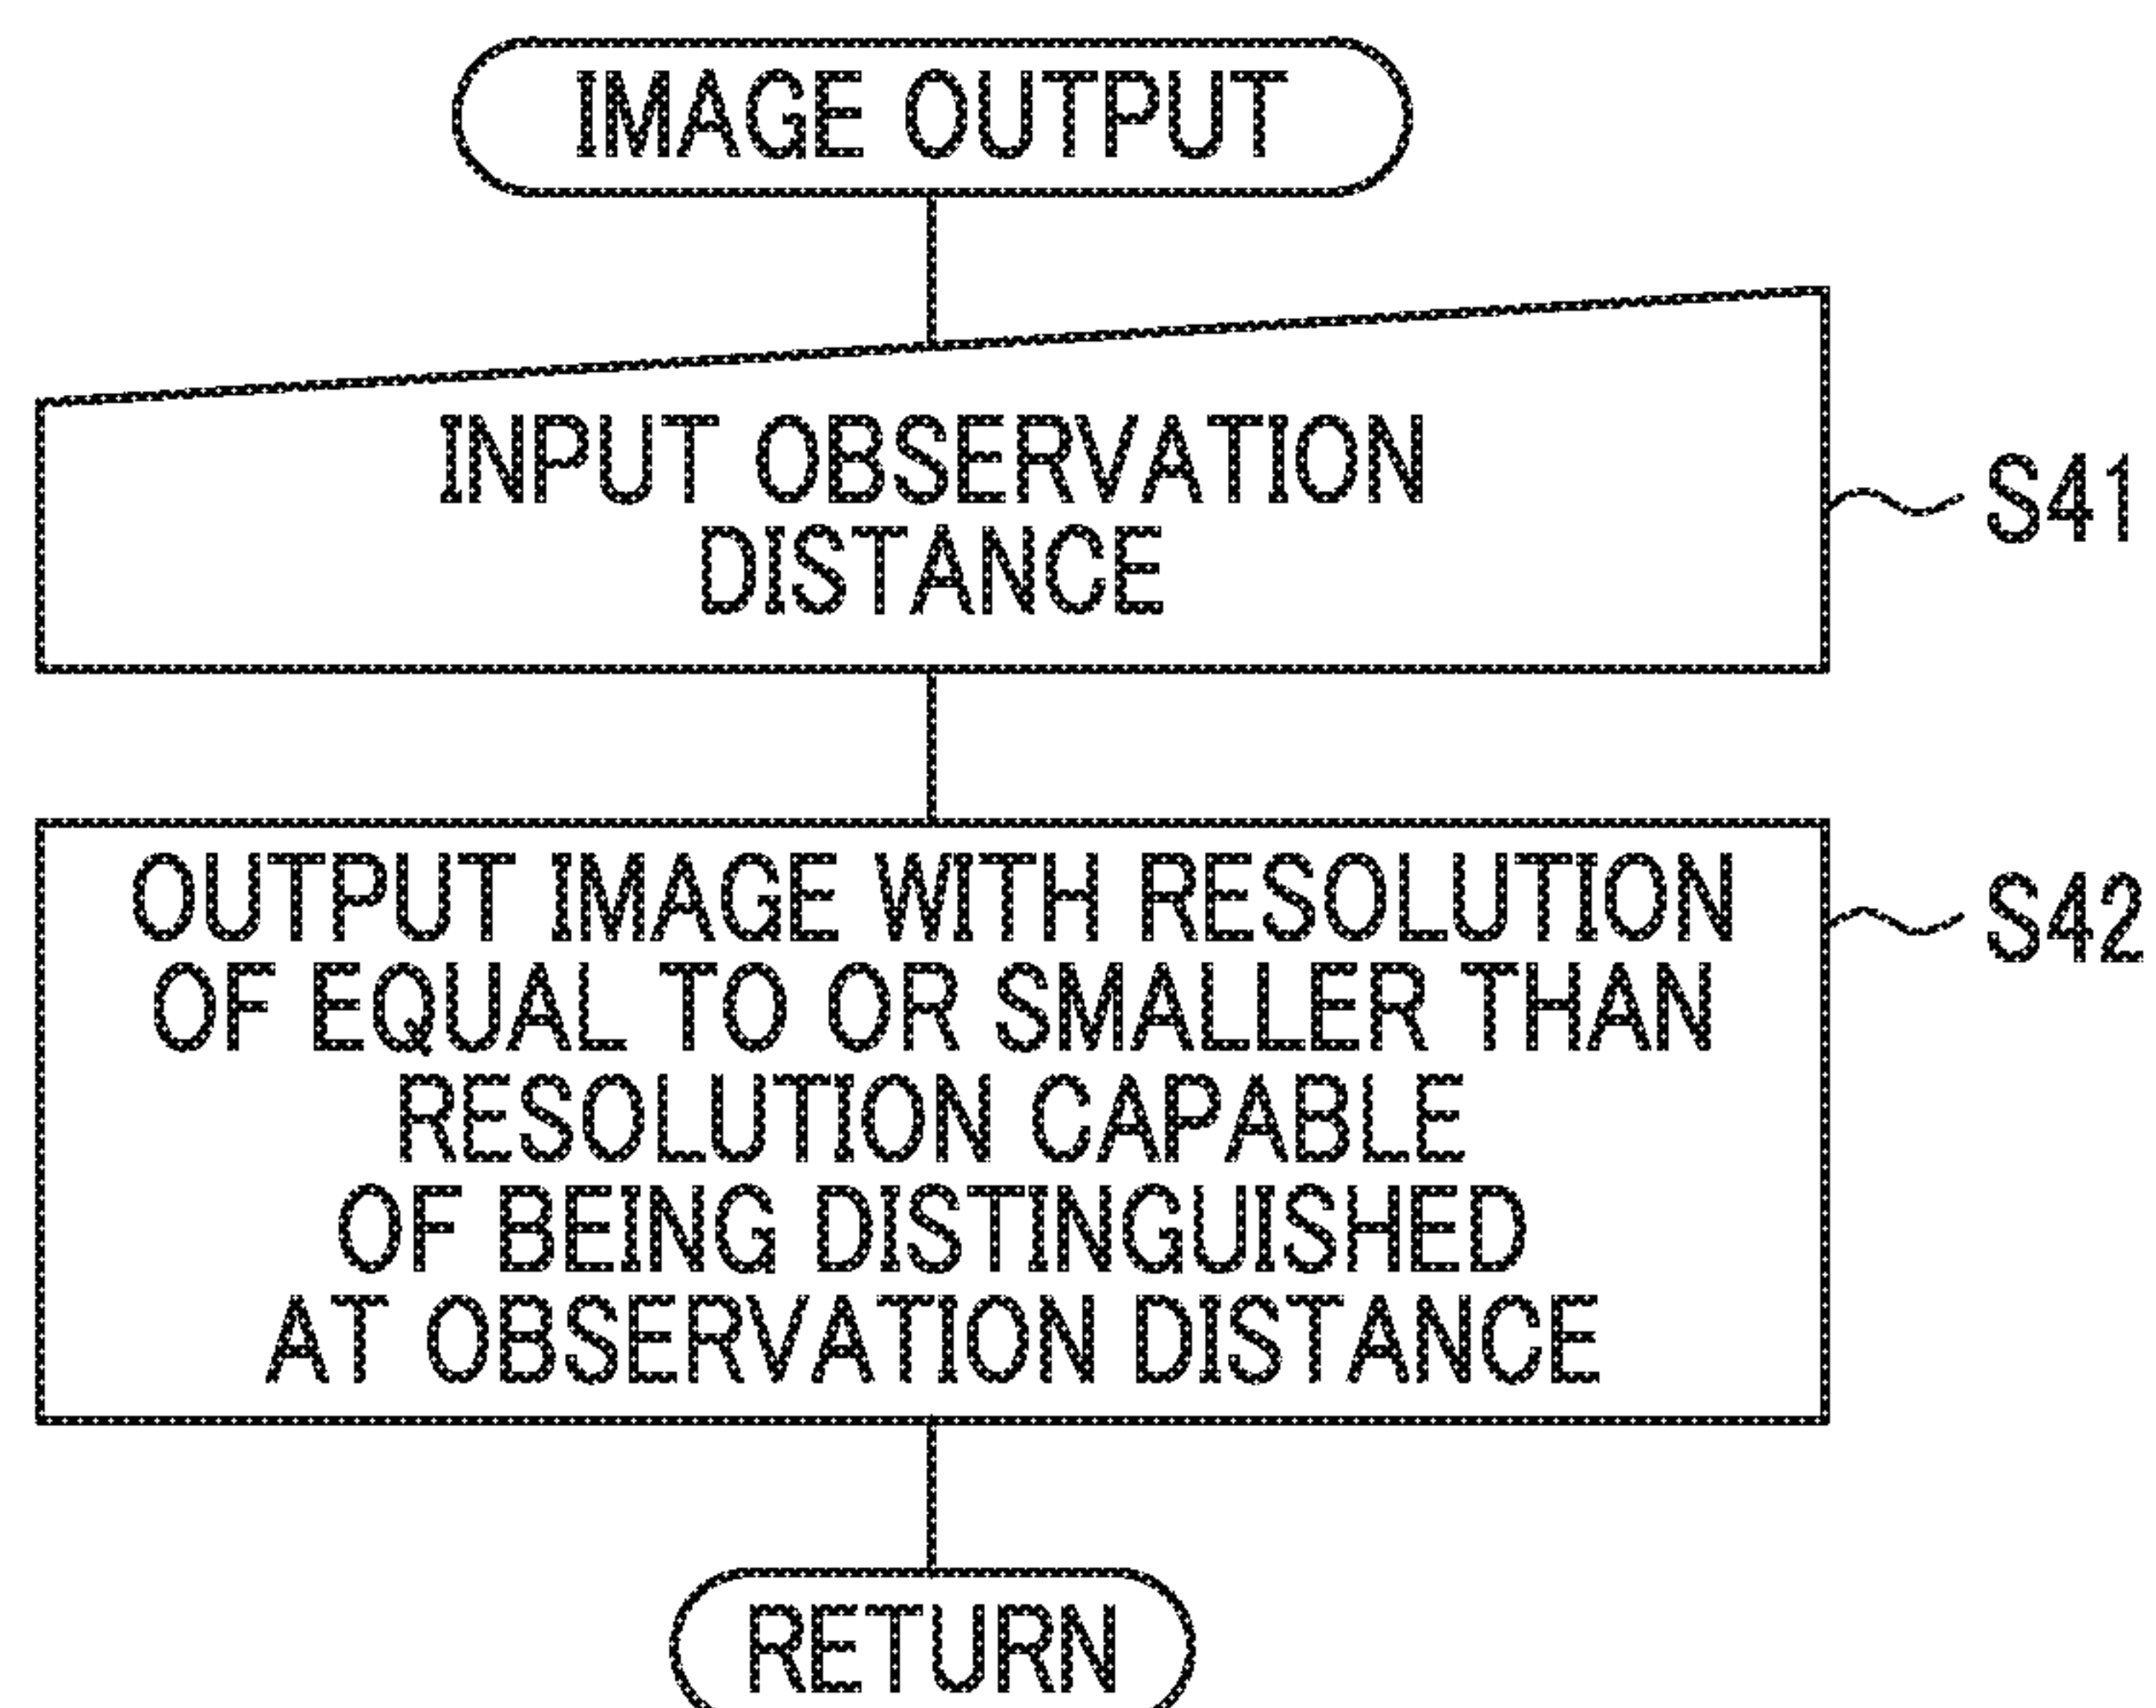 IMAGE OUTPUT
INPUT OBSERVATION
DISTANCE
S41
OUTPUT IMAGE WITH RESOLUTION
OF EQUAL TO OR SMALLER THAN
RESOLUTION CAPABLE
OF BEING DISTINGUISHED
AT OBSERVATION DISTANCE
S42
RETURN